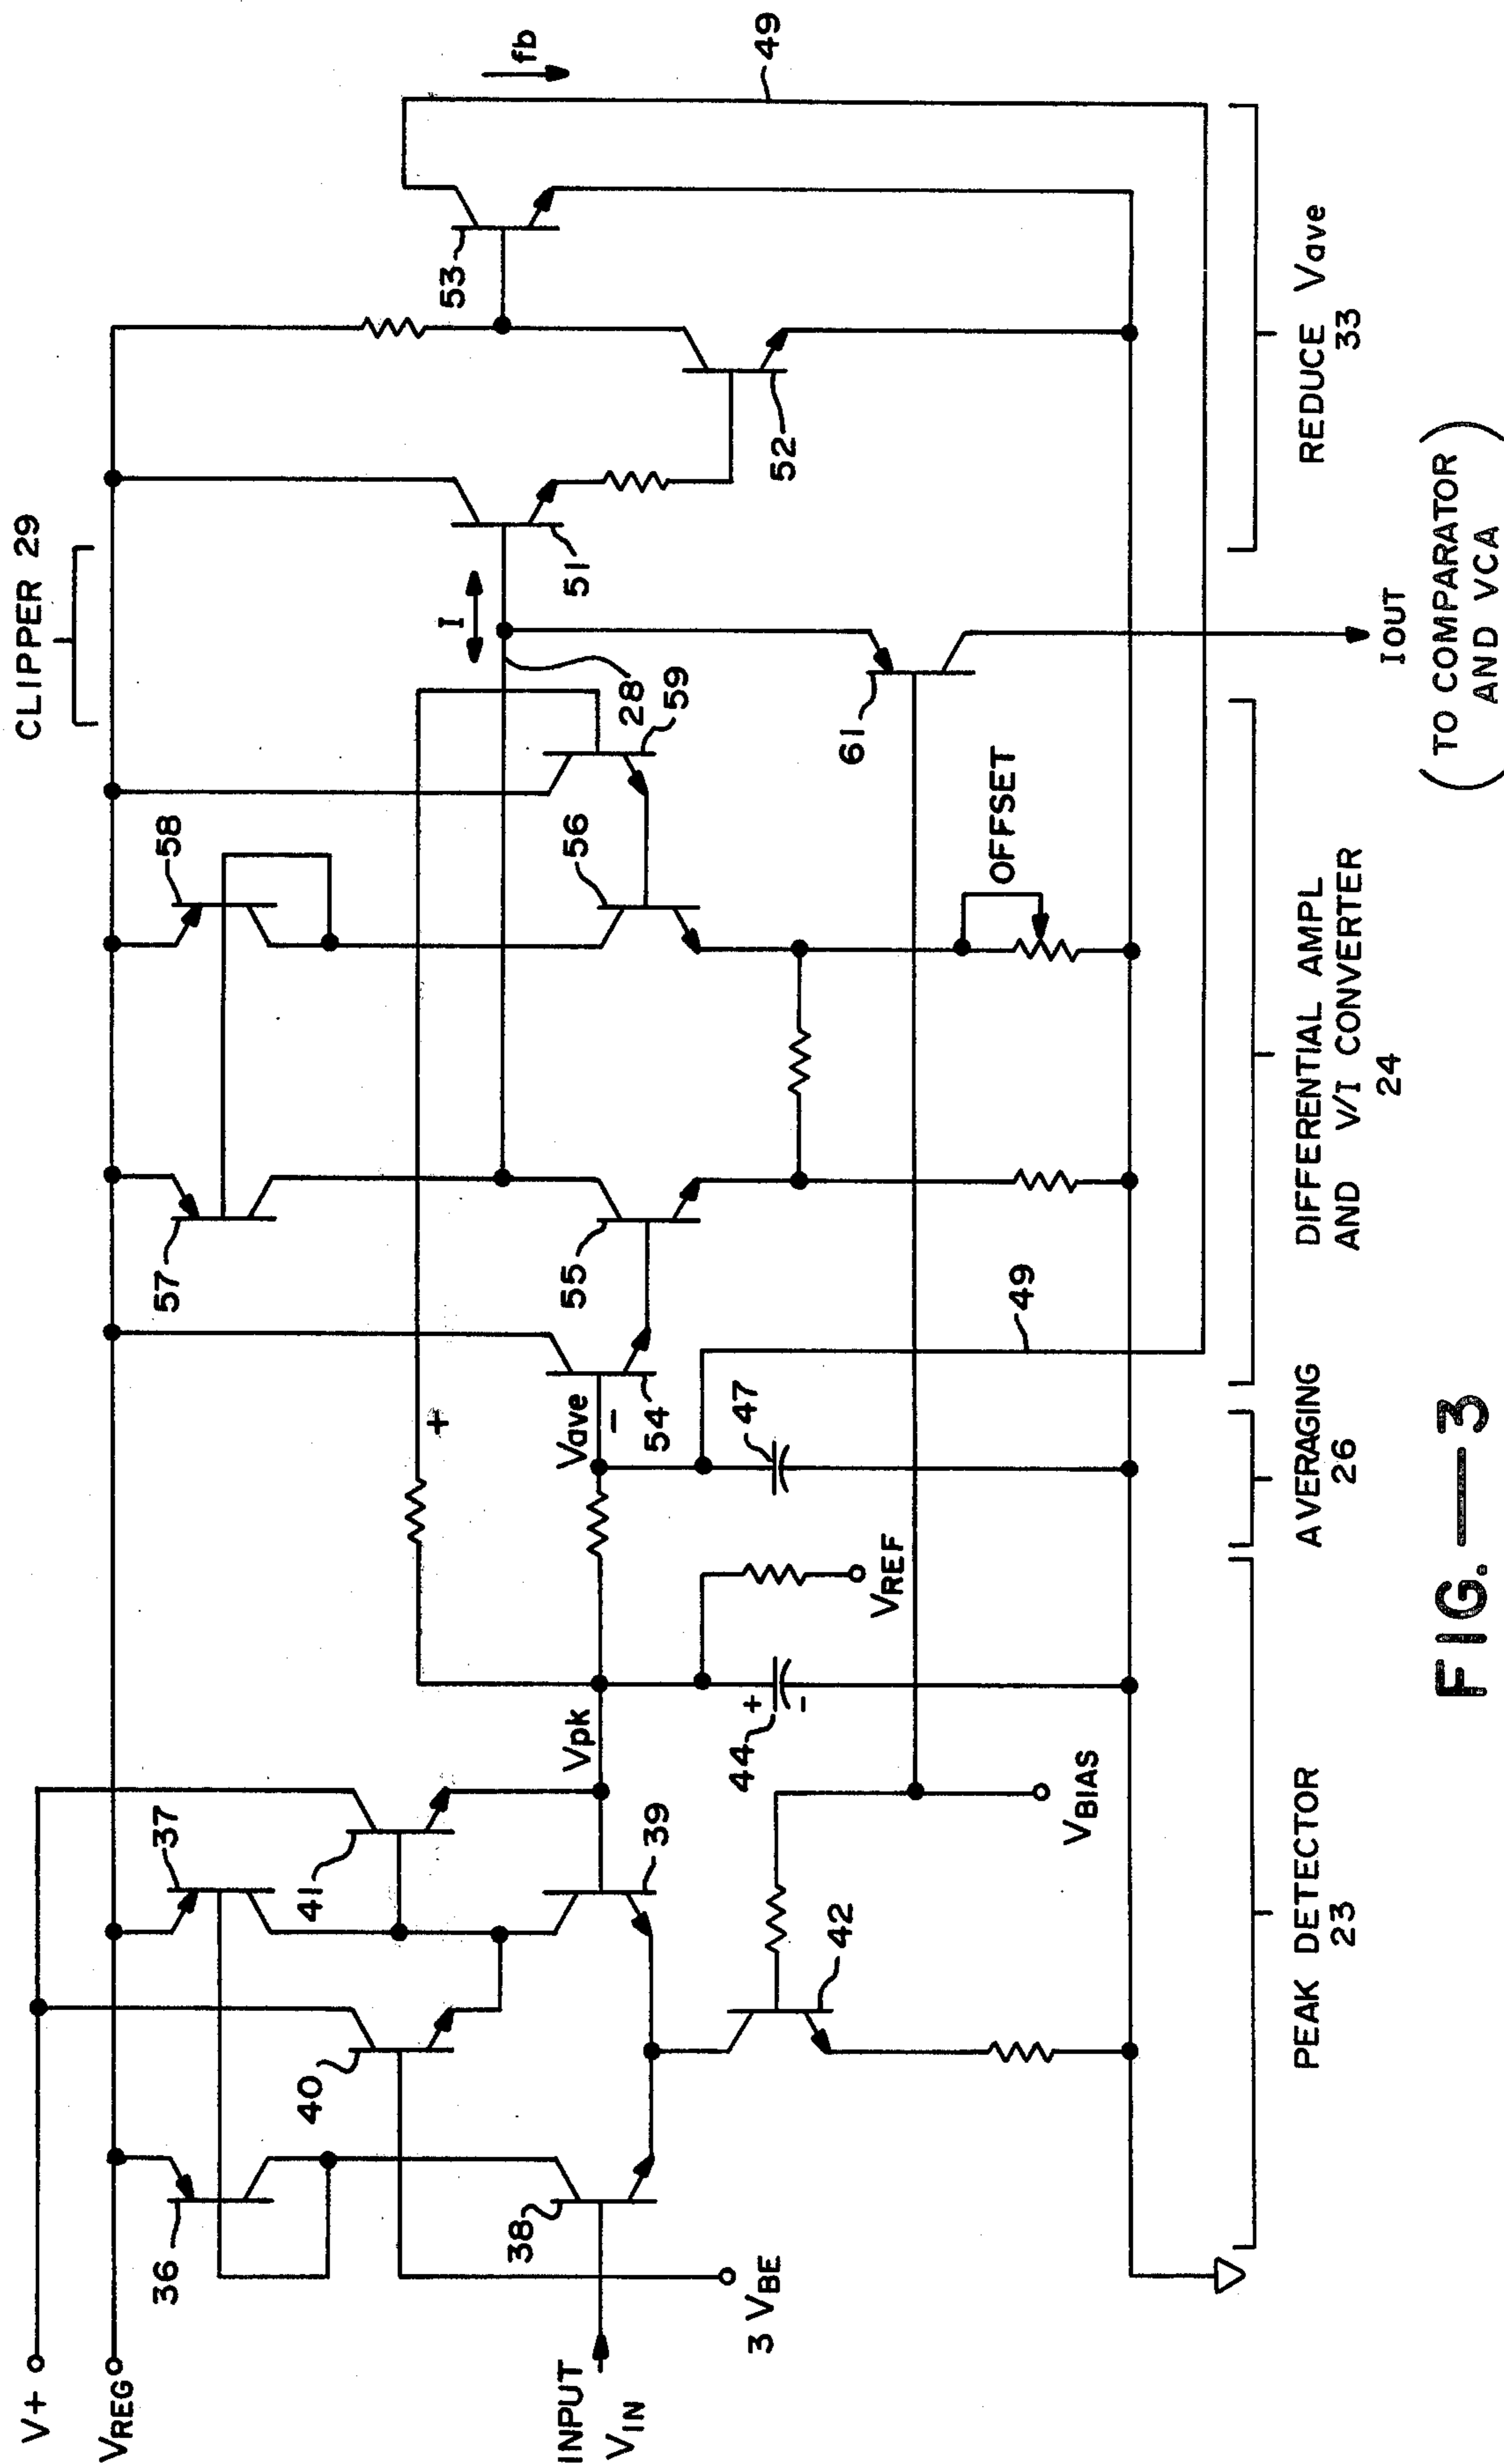 CLIPPER 29
V+
VREG
INPUT
VIN
3 VBE
36
37
38
39
40
41
42
44
+
-
Vpk
VBIAS
VREF
Vave
+
-
47
49
54
55
56
57
58
59
28
I
OFFSET
61
51
52
53
fb
49
IOUT
(TO COMPARATOR
AND VCA)
PEAK DETECTOR
23
AVERAGING
26
DIFFERENTIAL AMPL
AND V/I CONVERTER
24
REDUCE Vave
33
FIG.—3